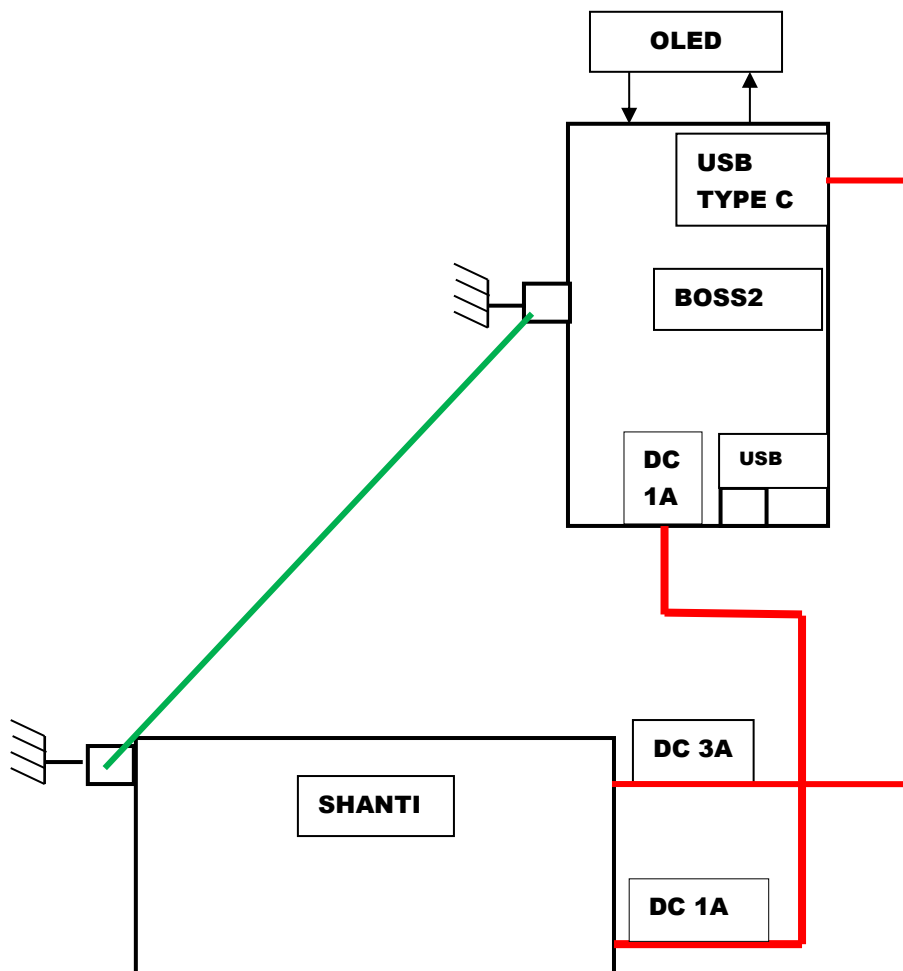 OLED
USB
TYPE C
BOSS2
DC
1A
USB
DC 3A
SHANTI
DC 1A